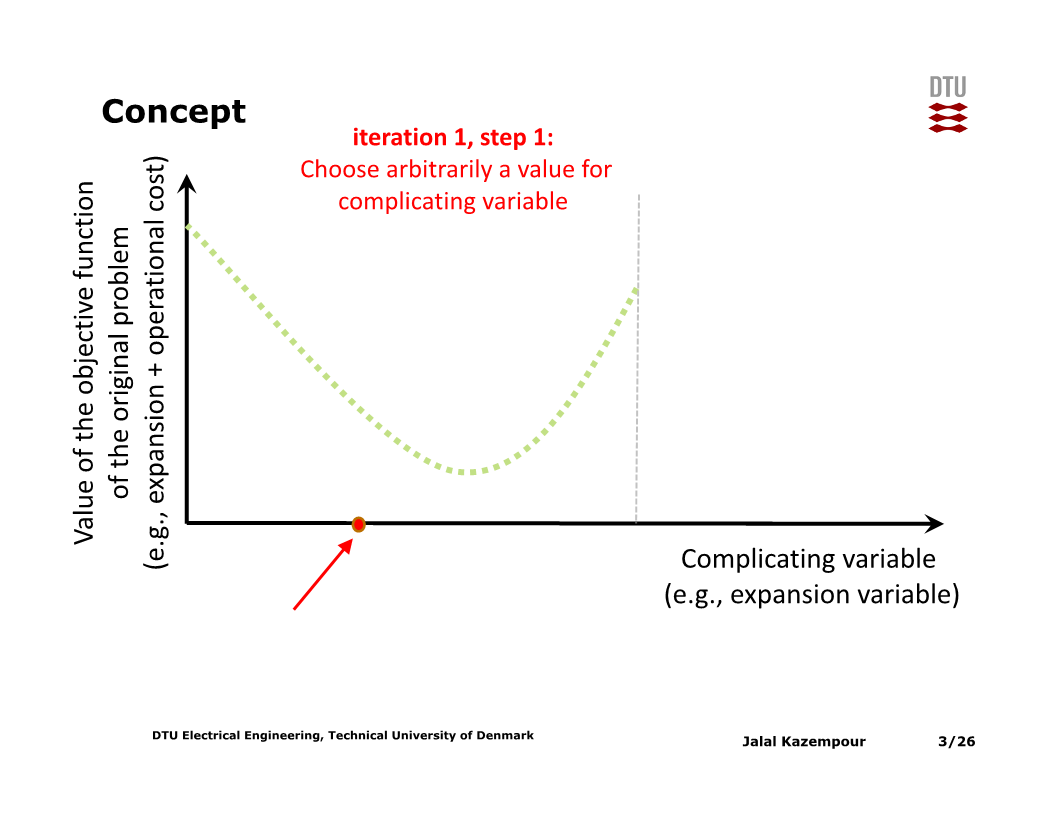 DTU
Concept
iteration 1, step 1:
Choose arbitrarily a value for
complicating variable
Value of the objective function
of the original problem
(e.g., expansion + operational cost)
Complicating variable
(e.g., expansion variable)
DTU Electrical Engineering, Technical University of Denmark
Jalal Kazempour
3/26